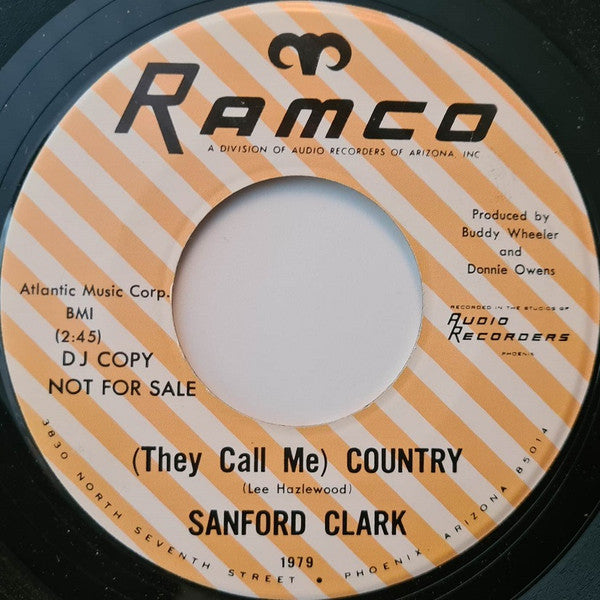 RAMCO
A DIVISION OF AUDIO RECORDERS OF ARIZONA, INC
Produced by
Buddy Wheeler
and
Donnie Owens
Atlantic Music Corp.
BMI
(2:45)
DJ COPY
NOT FOR SALE
RECORDED IN THE STUDIOS OF
AUDIO
RECORDERS
PHOENIX
(They Call Me) COUNTRY
(Lee Hazlewood)
SANFORD CLARK
1979
3830 NORTH SEVENTH STREET • PHOENIX, ARIZONA 85014